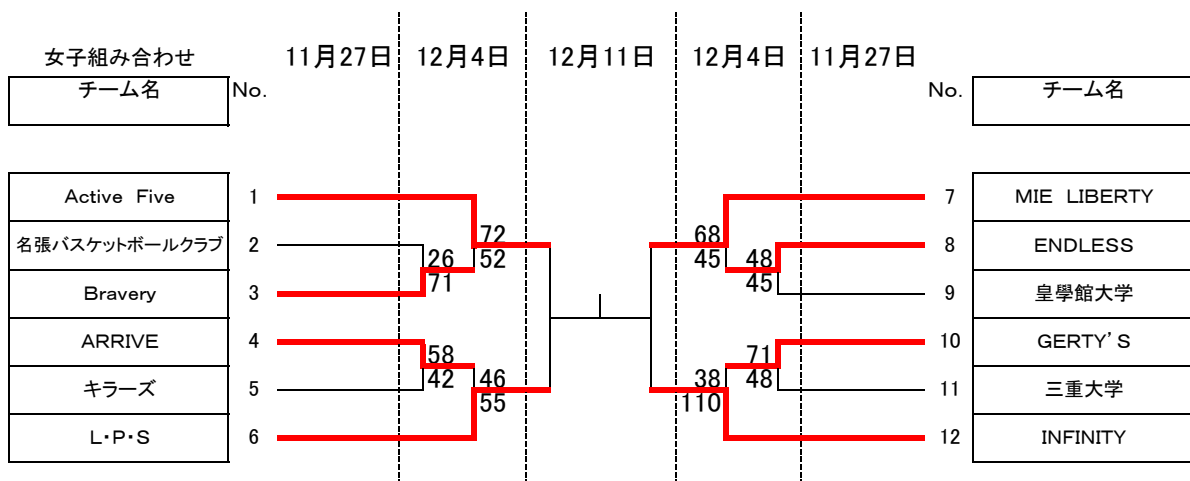 女子組み合わせ 11月27日 12月4日 12月11日 12月4日 11月27日
チーム名 No. No. チーム名
Active Five 1 7 MIE LIBERTY
72 68
名張バスケットボールクラブ 2 8 ENDLESS
26 52 45 48
71 45
Bravery 3 9 皇學館大学
ARRIVE 4 10 GERTY'S
58 71
42 46 38 48
キラーズ 5 11 三重大学
55 110
L・P・S 6 12 INFINITY